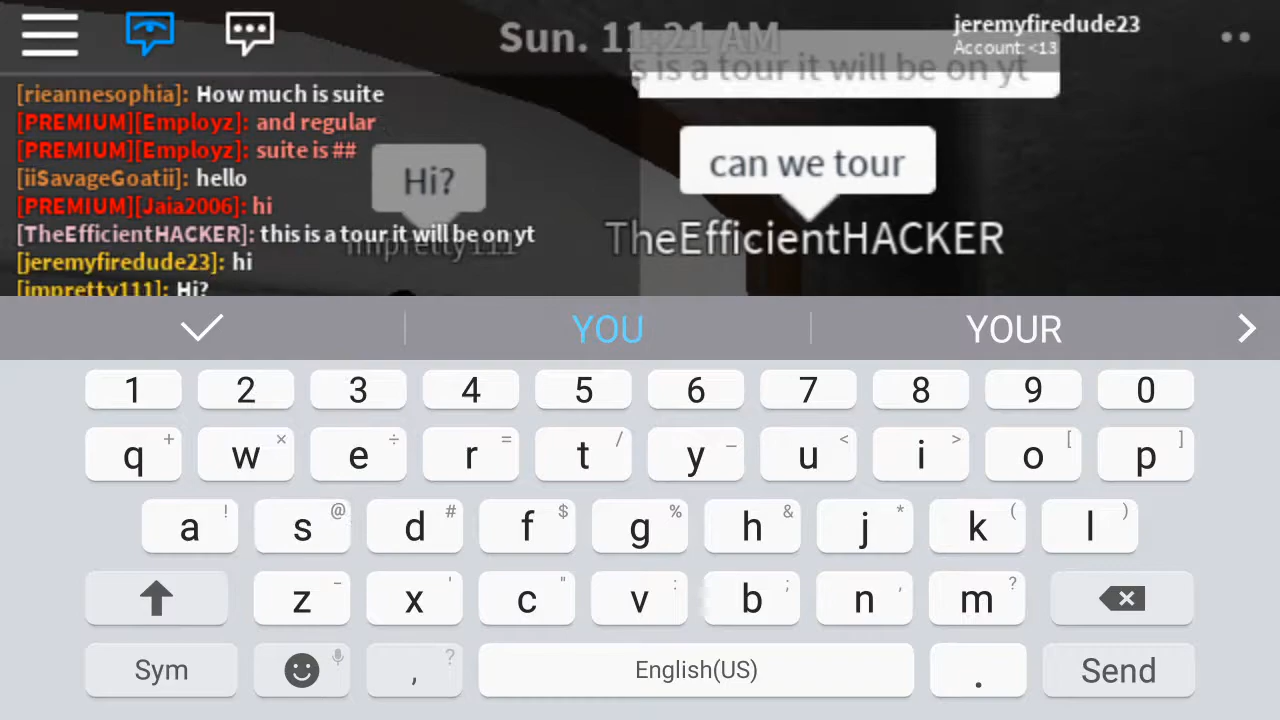 Sun. 11:21 AM
jeremyfiredude23
Account: <13
s is a tour it will be on yt
[rieannesophia]: How much is suite
[PREMIUM][Employz]: and regular
[PREMIUM][Employz]: suite is ##
[iiSavageGoatii]: hello
[PREMIUM][Jaia2006]: hi
[TheEfficientHACKER]: this is a tour it will be on yt
[jeremyfiredude23]: hi
[impretty111]: Hi?
Hi?
impretty111
can we tour
TheEfficientHACKER
YOU YOUR
1 2 3 4 5 6 7 8 9 0
q + w × e ÷ r = t / y _ u < i > o [ p ]
a ! s @ d # f $ g % h & j * k ( l )
z - x ' c " v : b ; n , m ?
Sym , ? English(US) . Send